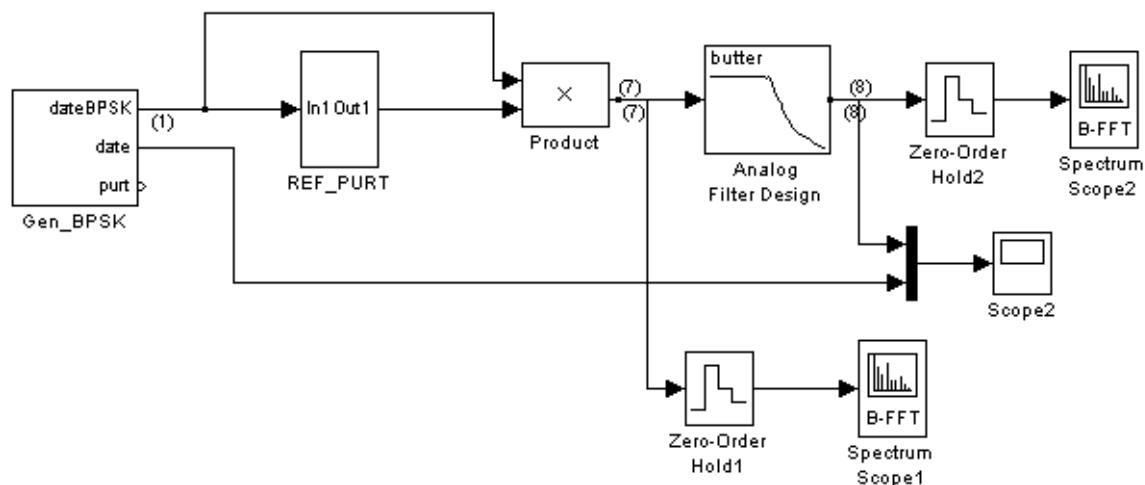 dateBPSK
(1)
date
purt
Gen_BPSK
In1 Out1
REF_PURT
×
Product
(7)
(7)
butter
Analog
Filter Design
(8)
(8)
Zero-Order
Hold2
B-FFT
Spectrum
Scope2
Scope2
Zero-Order
Hold1
B-FFT
Spectrum
Scope1